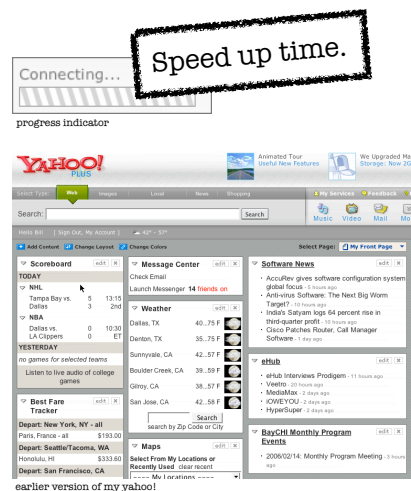 Speed up time.
Connecting...
progress indicator
YAHOO!
PLUS
Animated Tour
Useful New Features
We Upgraded Ma
Storage: Now 2G
Select Type: Web Images Local News Shopping
My Services Feedback
Search: Search
Music Video Mail Mo
Hello Bill | Sign Out, My Account | 42° - 57°
Add Content Change Layout Change Colors
Select Page: My Front Page
Scoreboard edit
TODAY
NHL
Tampa Bay vs. 5 13:15
Dallas 3 2nd
NBA
Dallas vs. 0 10:30
LA Clippers 0 ET
YESTERDAY
no games for selected teams
Listen to live audio of college
games
Best Fare edit
Tracker
Depart: New York, NY - all
Paris, France - all $193.00
Depart: Seattle/Tacoma, WA
Honolulu, HI $333.60
Depart: San Francisco, CA
Message Center edit
Check Email
Launch Messenger 14 friends on
Weather edit
Dallas, TX 40...75 F
Denton, TX 35...75 F
Sunnyvale, CA 42...57 F
Boulder Creek, CA 39...59 F
Gilroy, CA 38...57 F
San Jose, CA 42...58 F
Search
search by Zip Code or City
Maps edit
Select From My Locations or
Recently Used clear recent
---- My Locations ----
Software News edit
AccuRev gives software configuration system
global focus - 5 hours ago
Anti-virus Software: The Next Big Worm
Target? - 10 hours ago
India's Satyam logs 64 percent rise in
third-quarter profit - 10 hours ago
Cisco Patches Router, Call Manager
Software - 1 day ago
eHub edit
eHub Interviews Prodigem - 11 hours ago
Veetro - 20 hours ago
MediaMax - 2 days ago
iOWEYOU - 2 days ago
HyperSuper - 2 days ago
BayCHI Monthly Program edit
Events
2006/02/14: Monthly Program Meeting - 3 hours
ago
earlier version of my yahoo!